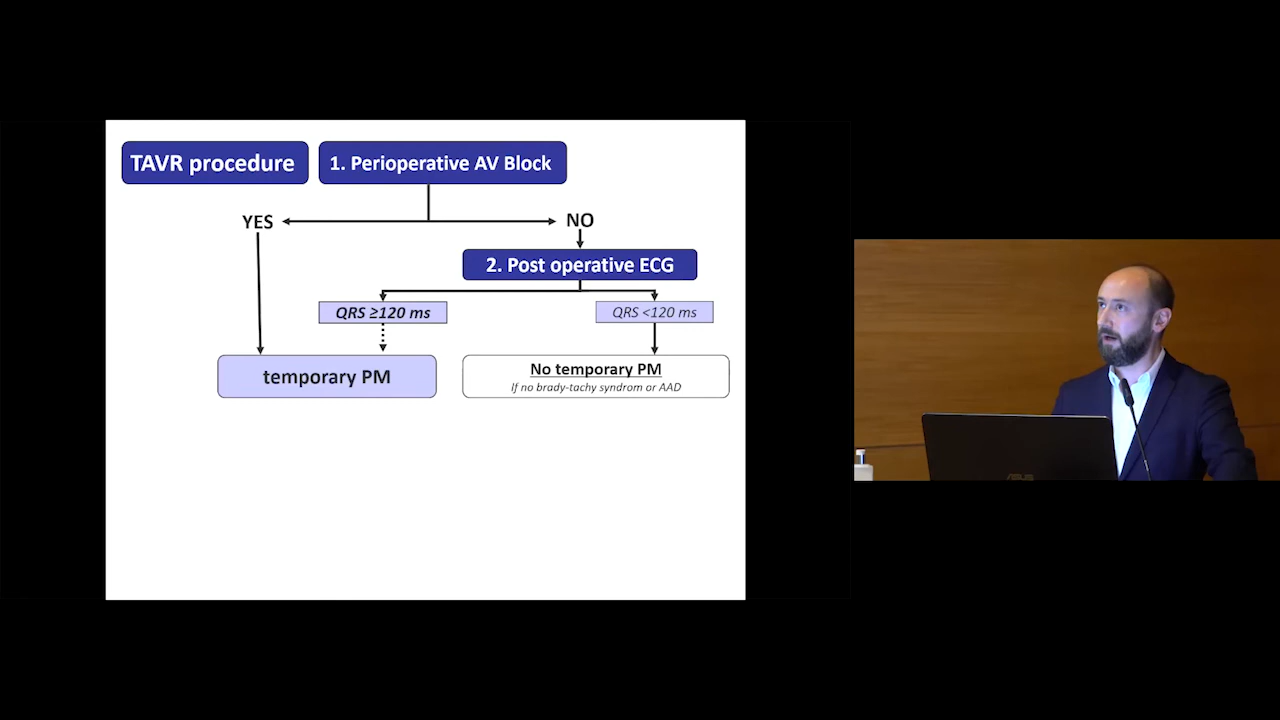 TAVR procedure
1. Perioperative AV Block
YES
NO
2. Post operative ECG
QRS ≥120 ms
QRS <120 ms
temporary PM
No temporary PM
If no brady-tachy syndrom or AAD
ASUS